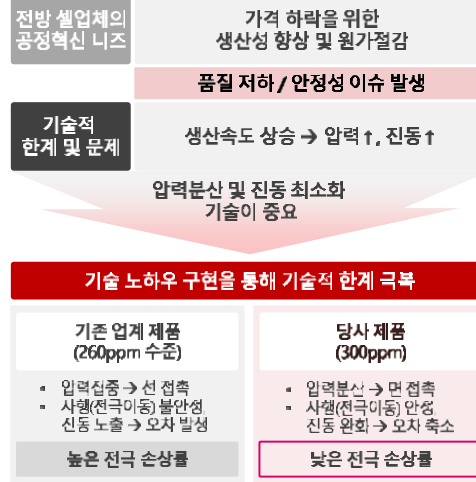 전방 셀업체의
공정혁신 니즈
가격 하락을 위한
생산성 향상 및 원가절감
품질 저하 / 안정성 이슈 발생
기술적
한계 및 문제
생산속도 상승 → 압력↑, 진동↑
압력분산 및 진동 최소화
기술이 중요
기술 노하우 구현을 통해 기술적 한계 극복
기존 업계 제품
(260ppm 수준)
▪ 압력집중 → 선 접촉
▪ 사행(전극이동) 불안성,
진동 노출 → 오차 발생
높은 전극 손상률
당사 제품
(300ppm)
▪ 압력분산 → 면 접촉
▪ 사행(전극이동) 안성,
진동 완화 → 오차 축소
낮은 전극 손상률